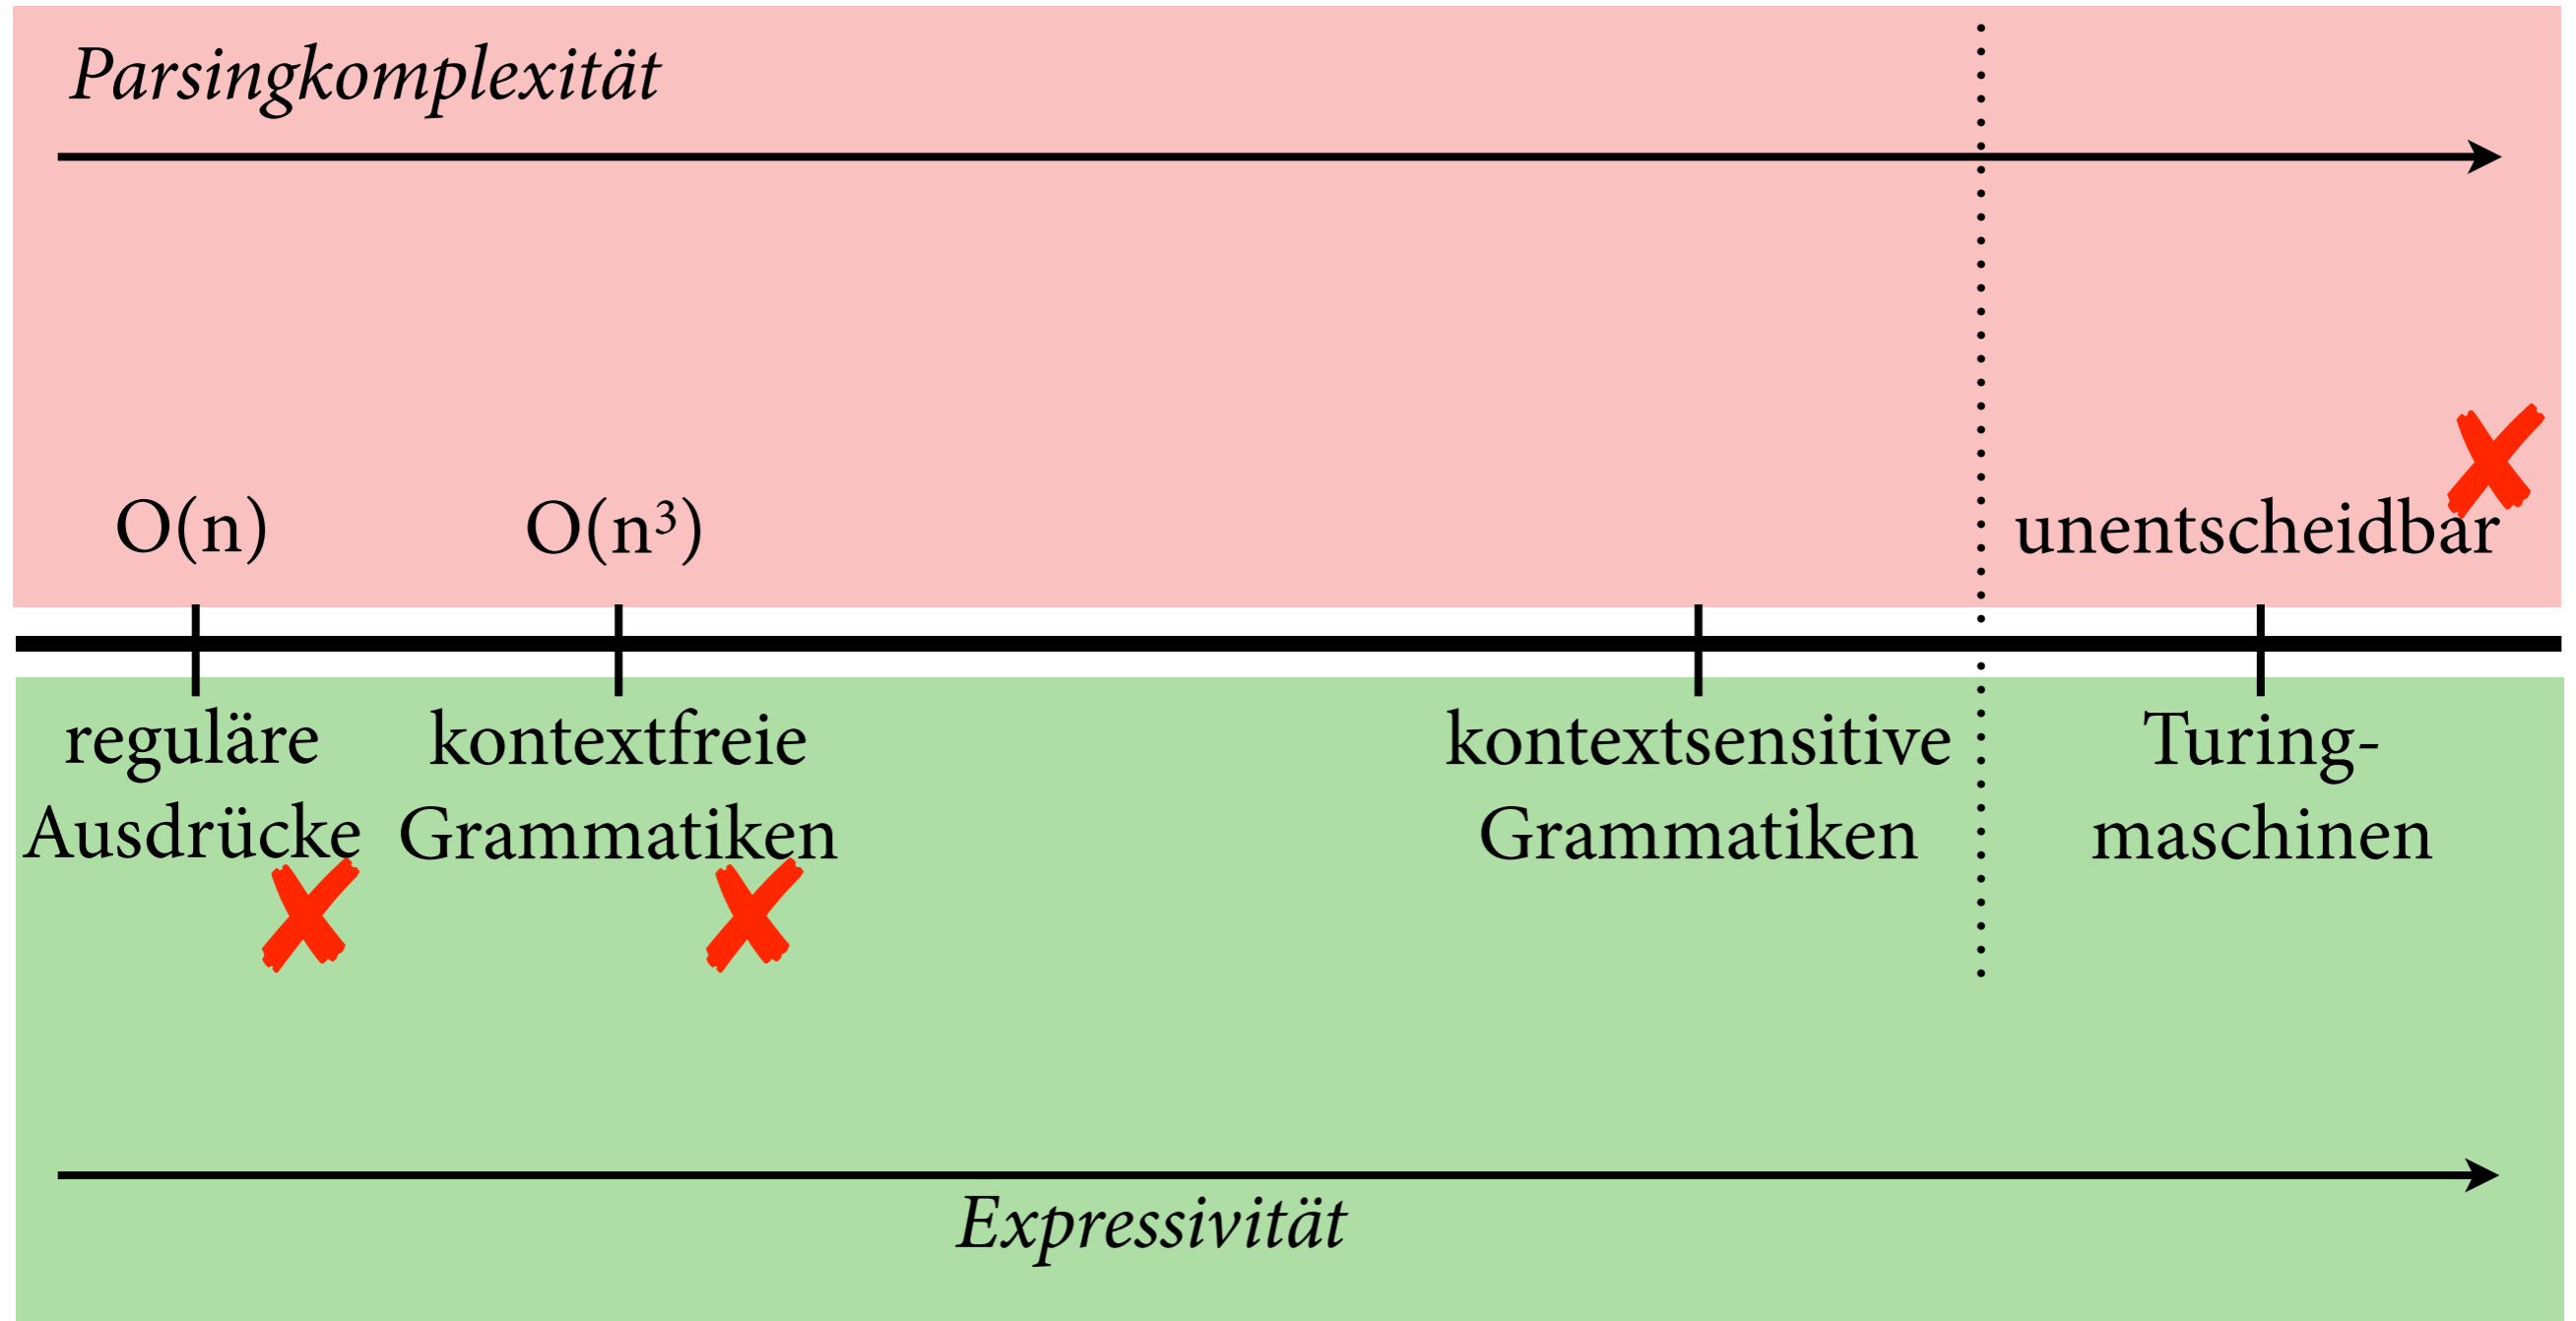 Parsingkomplexität
O(n)
O(n³)
unentscheidbar
reguläre
Ausdrücke
kontextfreie
Grammatiken
kontextsensitive
Grammatiken
Turing-
maschinen
Expressivität